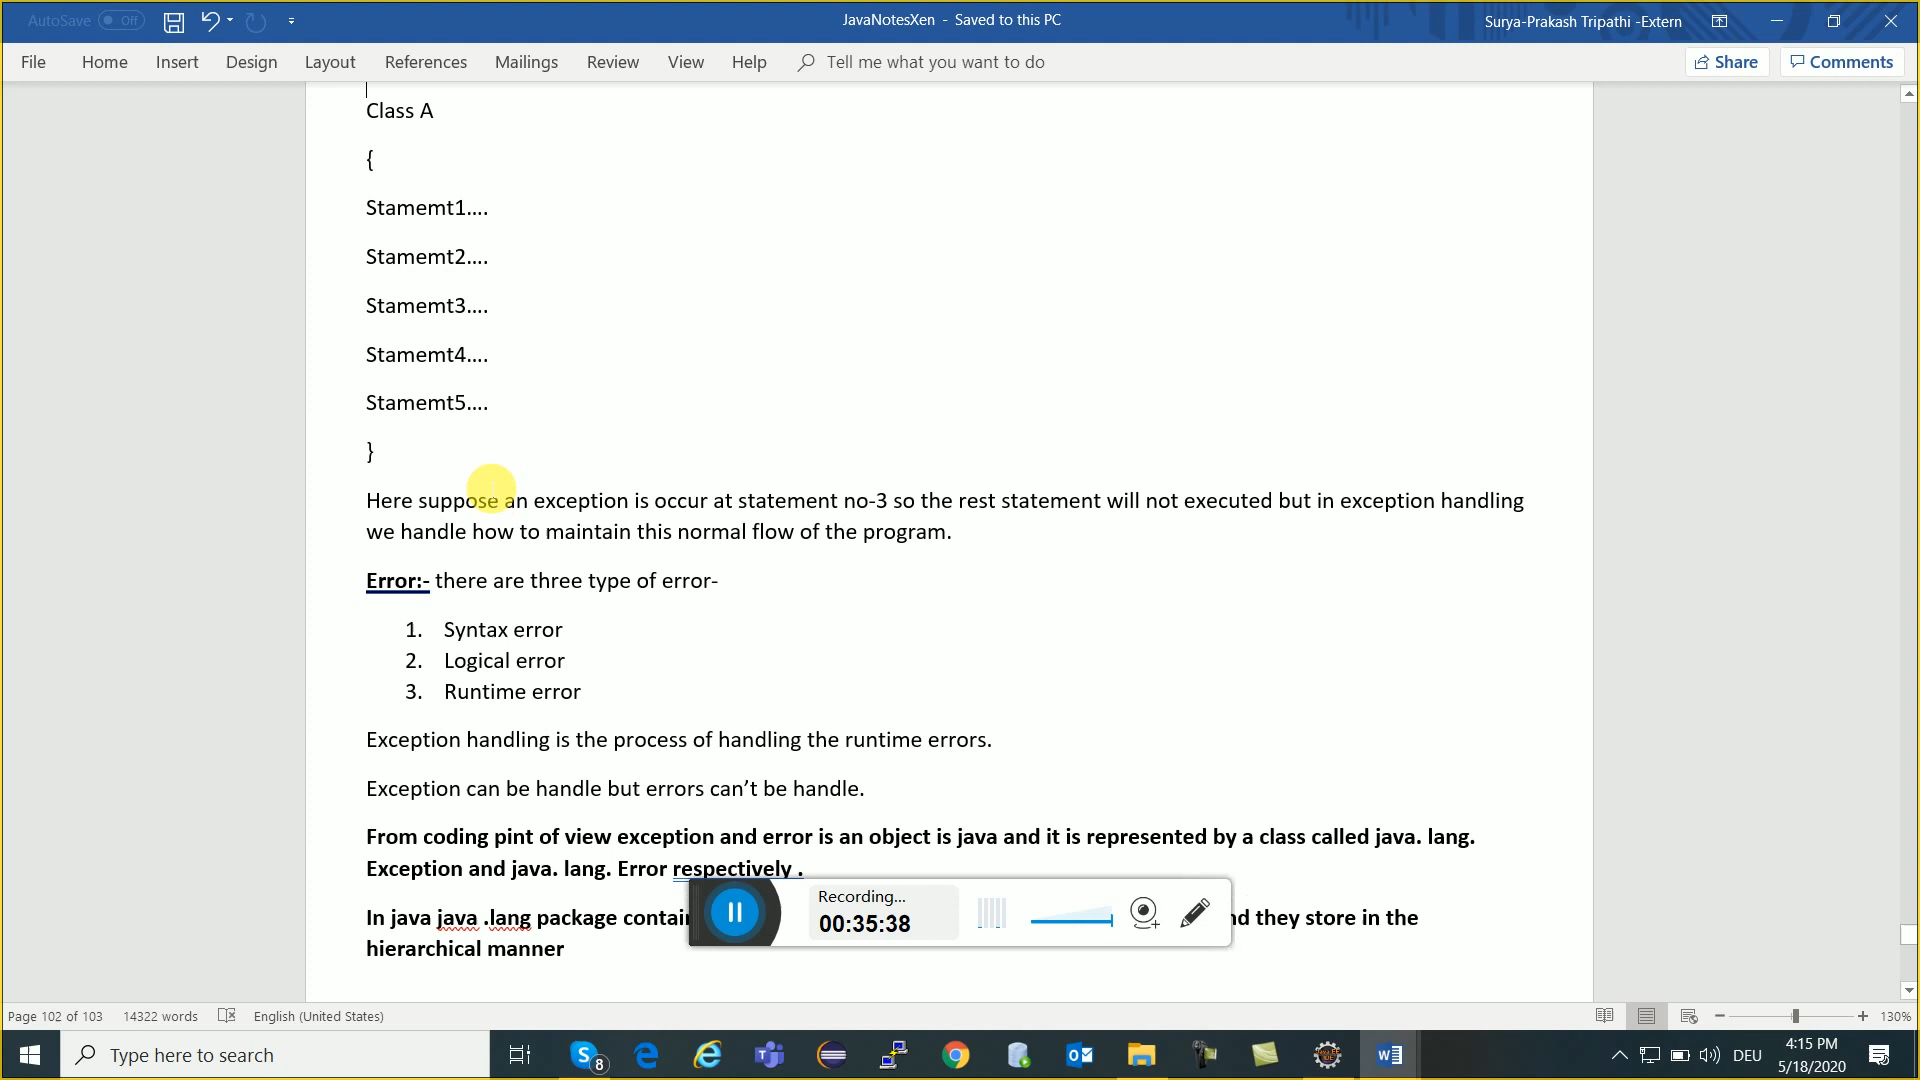 AutoSave Off
JavaNotesXen - Saved to this PC
Surya-Prakash Tripathi -Extern
File Home Insert Design Layout References Mailings Review View Help Tell me what you want to do
Share Comments
Class A
{
Stamemt1....
Stamemt2....
Stamemt3....
Stamemt4....
Stamemt5....
}
Here suppose an exception is occur at statement no-3 so the rest statement will not executed but in exception handling
we handle how to maintain this normal flow of the program.
Error:- there are three type of error-
1. Syntax error
2. Logical error
3. Runtime error
Exception handling is the process of handling the runtime errors.
Exception can be handle but errors can’t be handle.
From coding pint of view exception and error is an object is java and it is represented by a class called java. lang.
Exception and java. lang. Error respectively .
In java java .lang package contai they store in the
hierarchical manner
Recording...
00:35:38
Page 102 of 103 14322 words English (United States) 130%
Type here to search
8
DEU
4:15 PM
5/18/2020